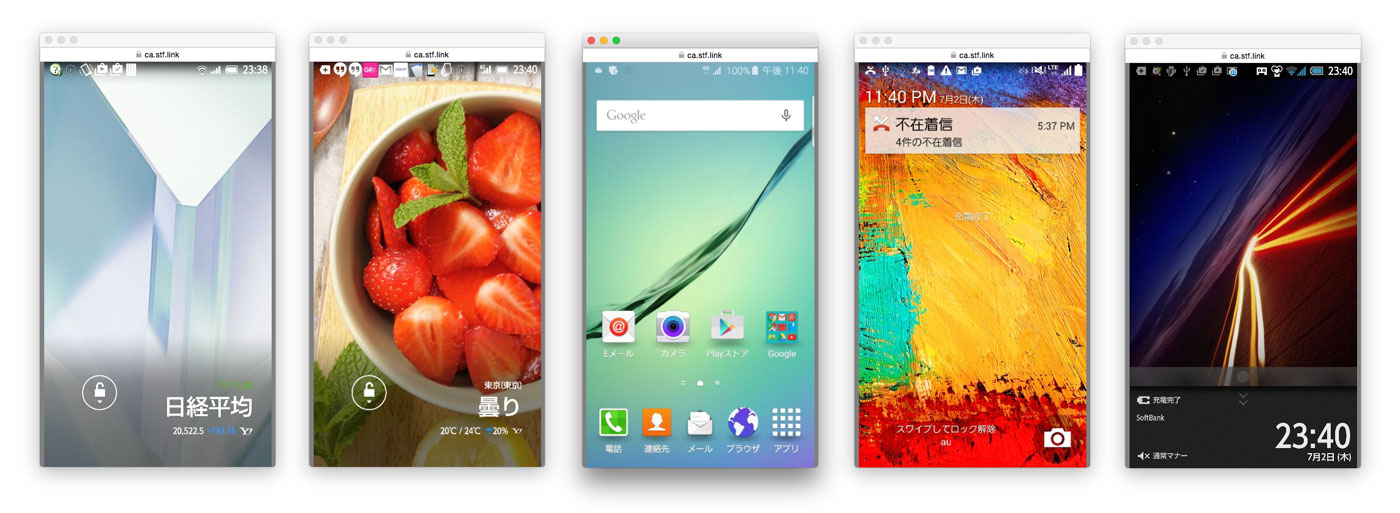 ca.stf.link
23:38
日経平均
20,522.5 +193.18 Y!
ca.stf.link
GRY
23:40
東京(東京)
曇り
20℃ / 24℃ 20% Y!
ca.stf.link
100% 午後 11:40
Google
Eメール
カメラ
Playストア
Google
電話
連絡先
メール
ブラウザ
アプリ
ca.stf.link
LTE
11:40 PM 7月2日(木)
不在着信 5:37 PM
4件の不在着信
充電完了
スワイプしてロック解除
au
ca.stf.link
23:40
充電完了
SoftBank
23:40
7月2日 (木)
通常マナー